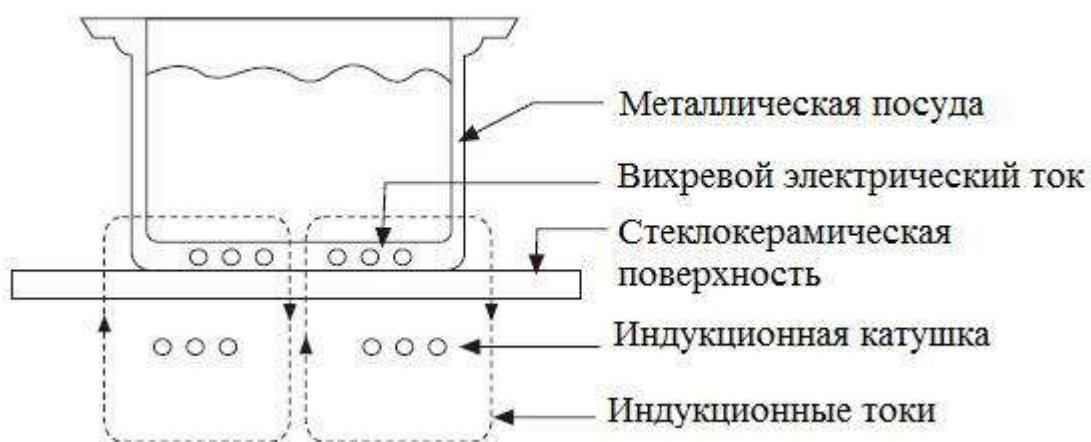 Металлическая посуда
Вихревой электрический ток
Стеклокерамическая
поверхность
Индукционная катушка
Индукционные токи